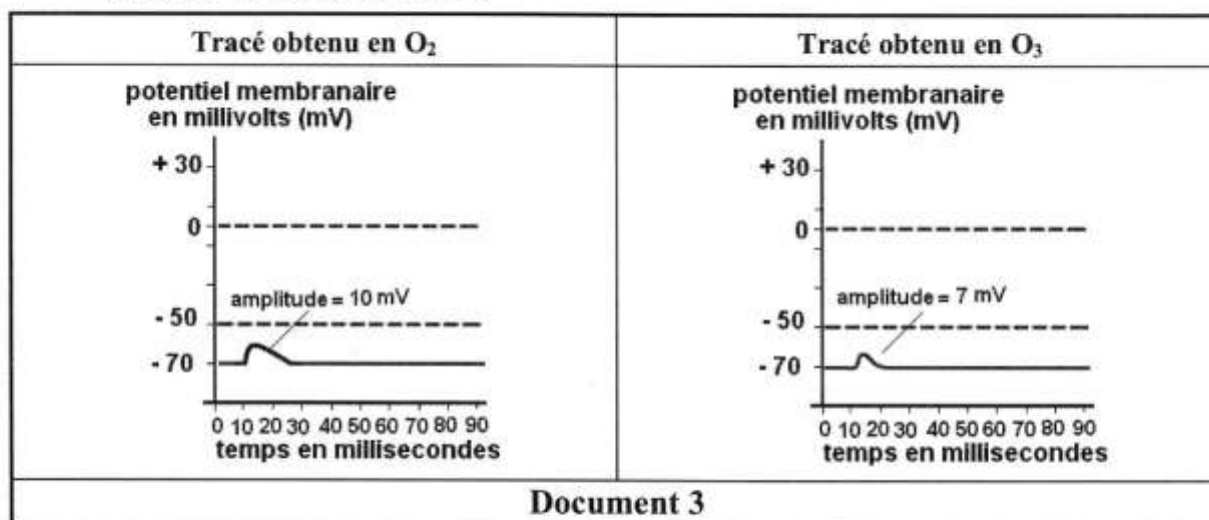 Tracé obtenu en O₂
Tracé obtenu en O₃
potentiel membranaire
en millivolts (mV)
+ 30
0
amplitude = 10 mV
- 50
- 70
0 10 20 30 40 50 60 70 80 90
temps en millisecondes
potentiel membranaire
en millivolts (mV)
+ 30
0
amplitude = 7 mV
- 50
- 70
0 10 20 30 40 50 60 70 80 90
temps en millisecondes
Document 3